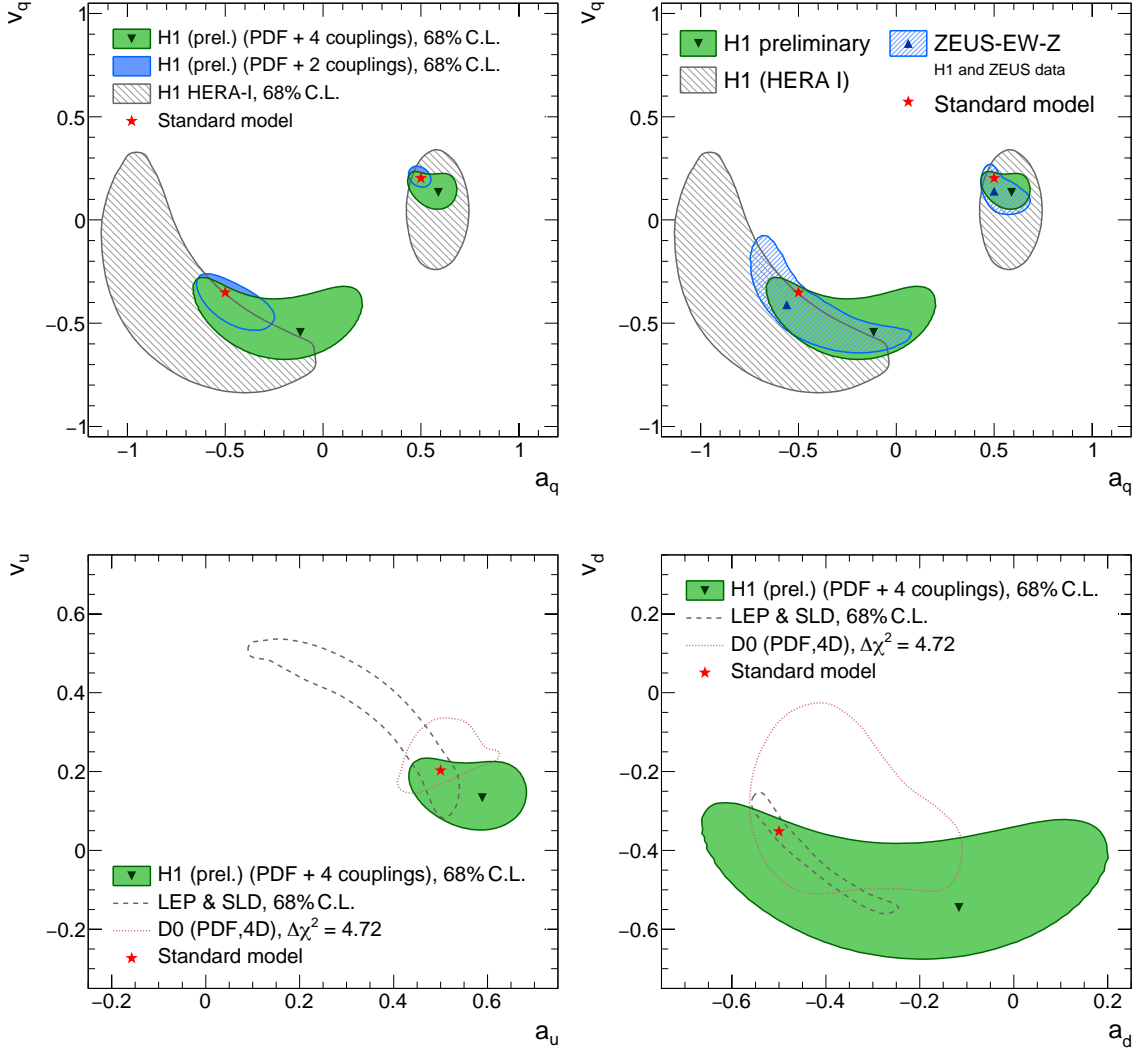 v_q
1
0.5
0
−0.5
−1
−1
−0.5
0
0.5
1
a_q
H1 (prel.) (PDF + 4 couplings), 68% C.L.
H1 (prel.) (PDF + 2 couplings), 68% C.L.
H1 HERA-I, 68% C.L.
Standard model
v_q
1
0.5
0
−0.5
−1
−1
−0.5
0
0.5
1
a_q
H1 preliminary
H1 (HERA I)
ZEUS-EW-Z
H1 and ZEUS data
Standard model
v_u
0.6
0.4
0.2
0
−0.2
−0.2
0
0.2
0.4
0.6
a_u
H1 (prel.) (PDF + 4 couplings), 68% C.L.
LEP & SLD, 68% C.L.
D0 (PDF,4D), Δχ² = 4.72
Standard model
v_d
0.2
0
−0.2
−0.4
−0.6
−0.6
−0.4
−0.2
0
0.2
a_d
H1 (prel.) (PDF + 4 couplings), 68% C.L.
LEP & SLD, 68% C.L.
D0 (PDF,4D), Δχ² = 4.72
Standard model